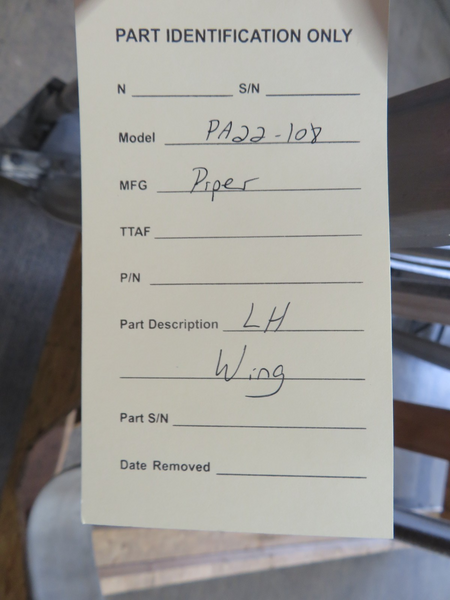 PART IDENTIFICATION ONLY
N S/N
Model PA22-108
MFG Piper
TTAF
P/N
Part Description LH
Wing
Part S/N
Date Removed